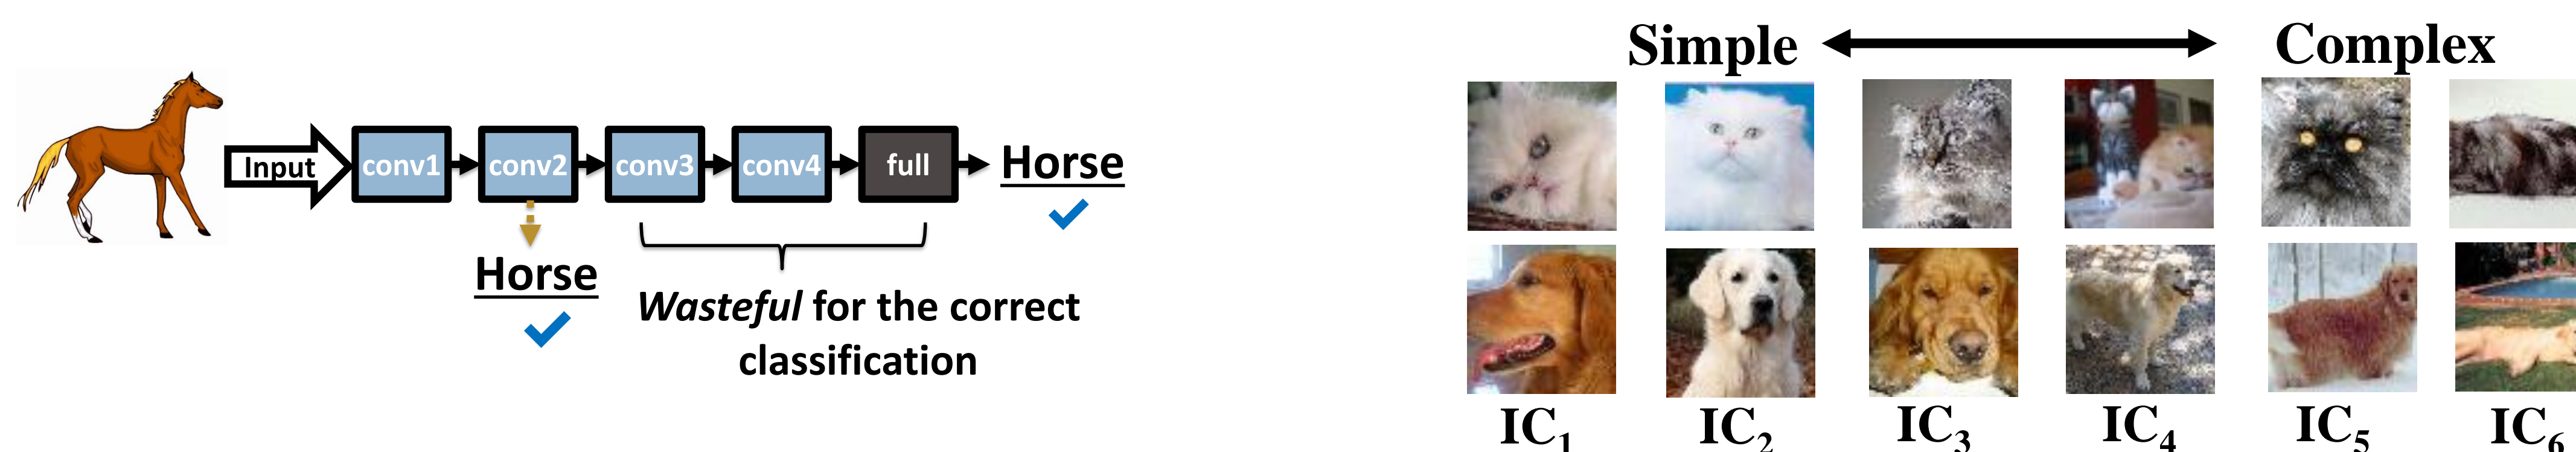 Input
conv1
conv2
conv3
conv4
full
Horse
Horse
Wasteful for the correct
classification
Simple
Complex
IC1
IC2
IC3
IC4
IC5
IC6